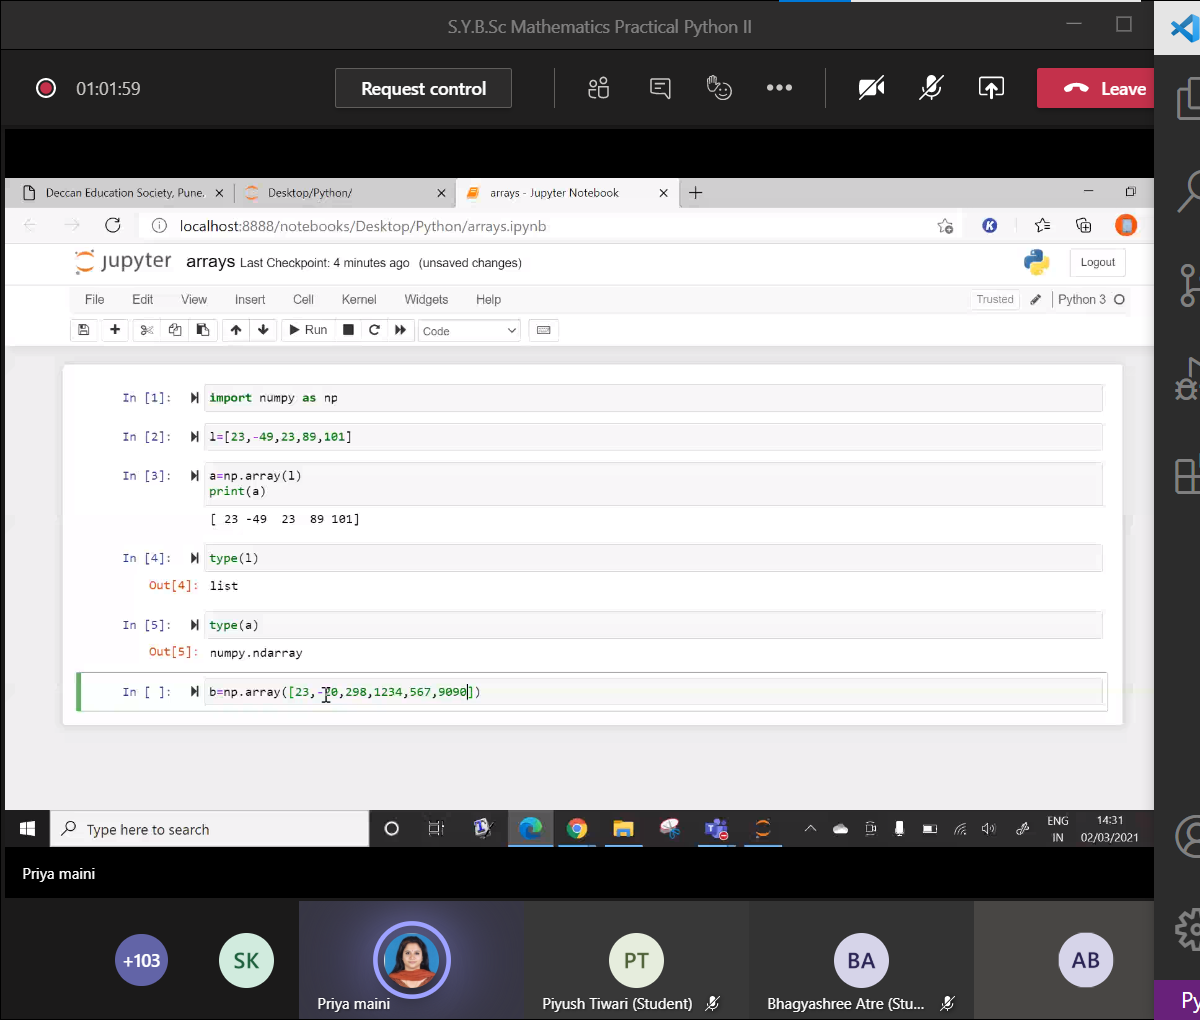 S.Y.B.Sc Mathematics Practical Python II
01:01:59
Request control
Leave
Deccan Education Society, Pune.
Desktop/Python/
arrays - Jupyter Notebook
localhost:8888/notebooks/Desktop/Python/arrays.ipynb
K
jupyter arrays Last Checkpoint: 4 minutes ago (unsaved changes)
Logout
File Edit View Insert Cell Kernel Widgets Help
Trusted
Python 3
Run
Code
In [1]: import numpy as np
In [2]: l=[23,-49,23,89,101]
In [3]: a=np.array(l)
print(a)
[ 23 -49 23 89 101]
In [4]: type(l)
Out[4]: list
In [5]: type(a)
Out[5]: numpy.ndarray
In [ ]: b=np.array([23, ,298,1234,567,9090])
Type here to search
ENG
IN
14:31
02/03/2021
Priya maini
+103
SK
PT
BA
AB
Priya maini
Piyush Tiwari (Student)
Bhagyashree Atre (Stu...
Py